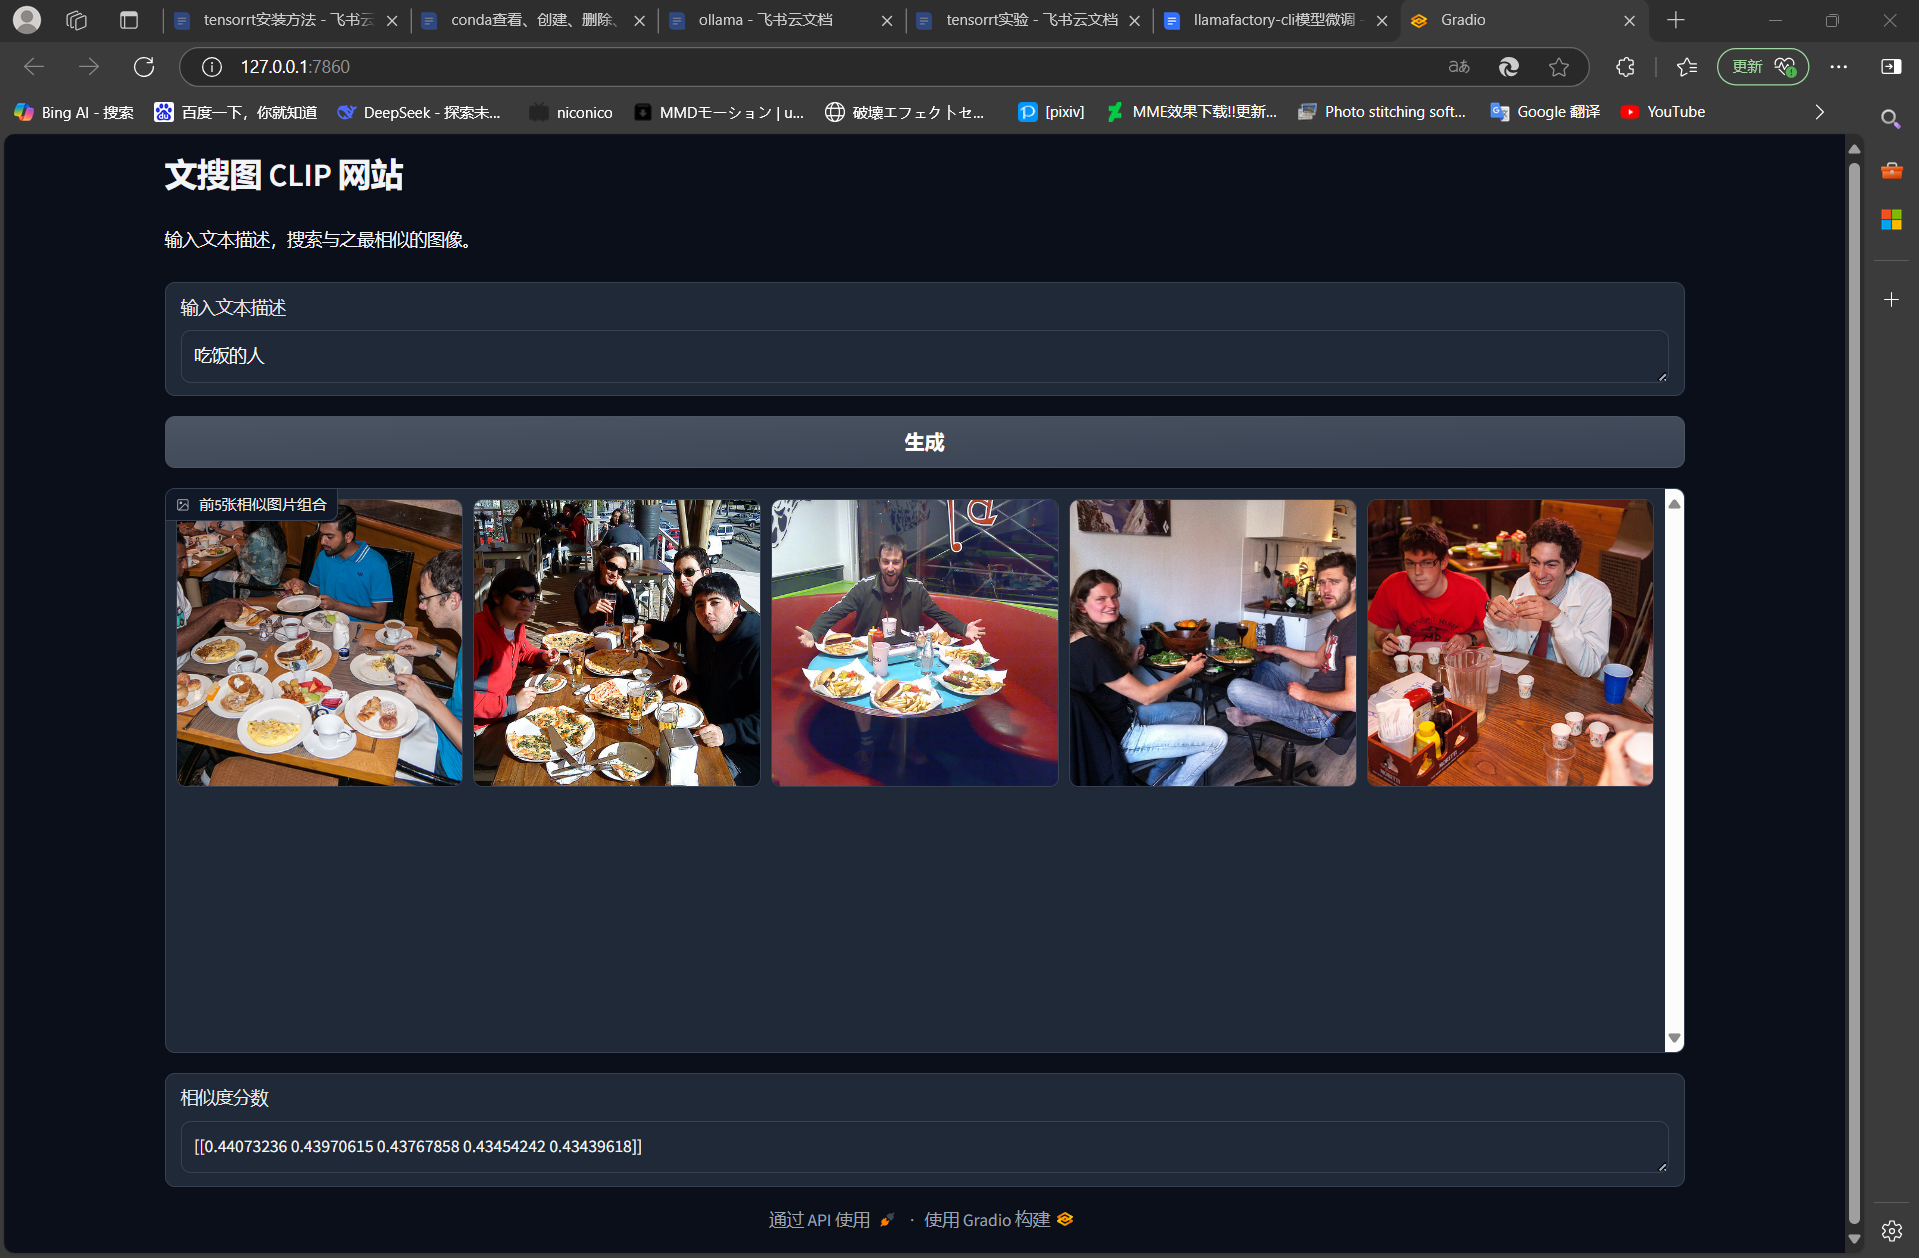 tensorrt安装方法 - 飞书云
conda查看、创建、删除、
ollama - 飞书云文档
tensorrt实验 - 飞书云文档
llamafactory-cli模型微调 -
Gradio
127.0.0.1:7860
aあ
更新
Bing AI - 搜索
百度一下，你就知道
DeepSeek - 探索未...
niconico
MMDモーション | u...
破壊エフェクトセ...
[pixiv]
MME效果下载!!更新...
Photo stitching soft...
Google 翻译
YouTube
文搜图 CLIP 网站
输入文本描述，搜索与之最相似的图像。
输入文本描述
吃饭的人
生成
前5张相似图片组合
相似度分数
[[0.44073236 0.43970615 0.43767858 0.43454242 0.43439618]]
通过 API 使用 · 使用 Gradio 构建